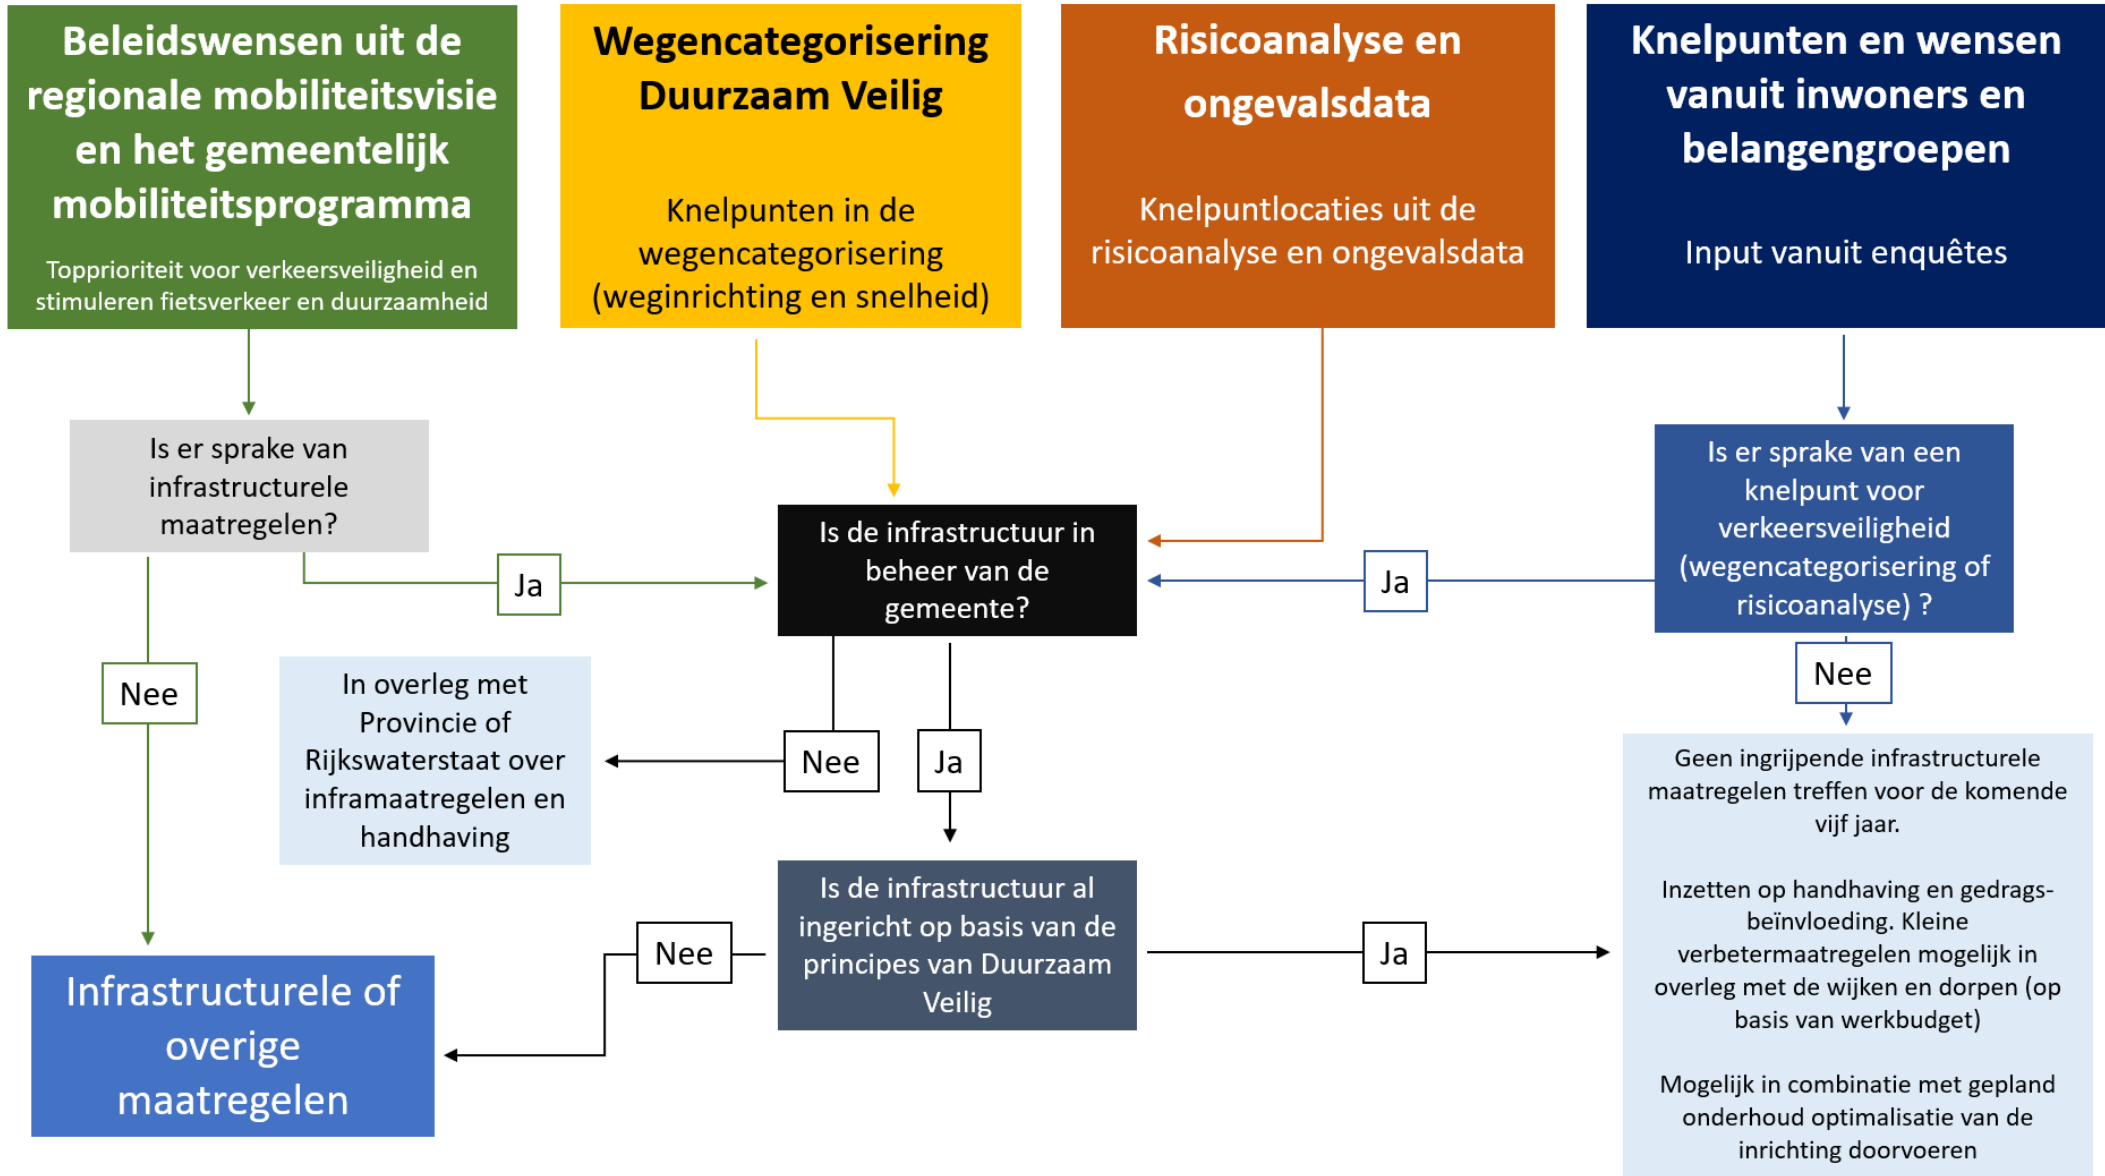 Beleidswensen uit de
regionale mobiliteitsvisie
en het gemeentelijk
mobiliteitsprogramma
Topprioriteit voor verkeersveiligheid en
stimuleren fietsverkeer en duurzaamheid
Wegencategorisering
Duurzaam Veilig
Knelpunten in de
wegencategorisering
(weginrichting en snelheid)
Risicoanalyse en
ongevalsdata
Knelpuntlocaties uit de
risicoanalyse en ongevalsdata
Knelpunten en wensen
vanuit inwoners en
belangengroepen
Input vanuit enquêtes
Is er sprake van
infrastructurele
maatregelen?
Is de infrastructuur in
beheer van de
gemeente?
Is er sprake van een
knelpunt voor
verkeersveiligheid
(wegencategorisering of
risicoanalyse) ?
Ja
Ja
Nee
In overleg met
Provincie of
Rijkswaterstaat over
inframaatregelen en
handhaving
Nee
Ja
Nee
Is de infrastructuur al
ingericht op basis van de
principes van Duurzaam
Veilig
Nee
Ja
Infrastructurele of
overige
maatregelen
Geen ingrijpende infrastructurele
maatregelen treffen voor de komende
vijf jaar.
Inzetten op handhaving en gedrags-
beïnvloeding. Kleine
verbetermaatregelen mogelijk in
overleg met de wijken en dorpen (op
basis van werkbudget)
Mogelijk in combinatie met gepland
onderhoud optimalisatie van de
inrichting doorvoeren